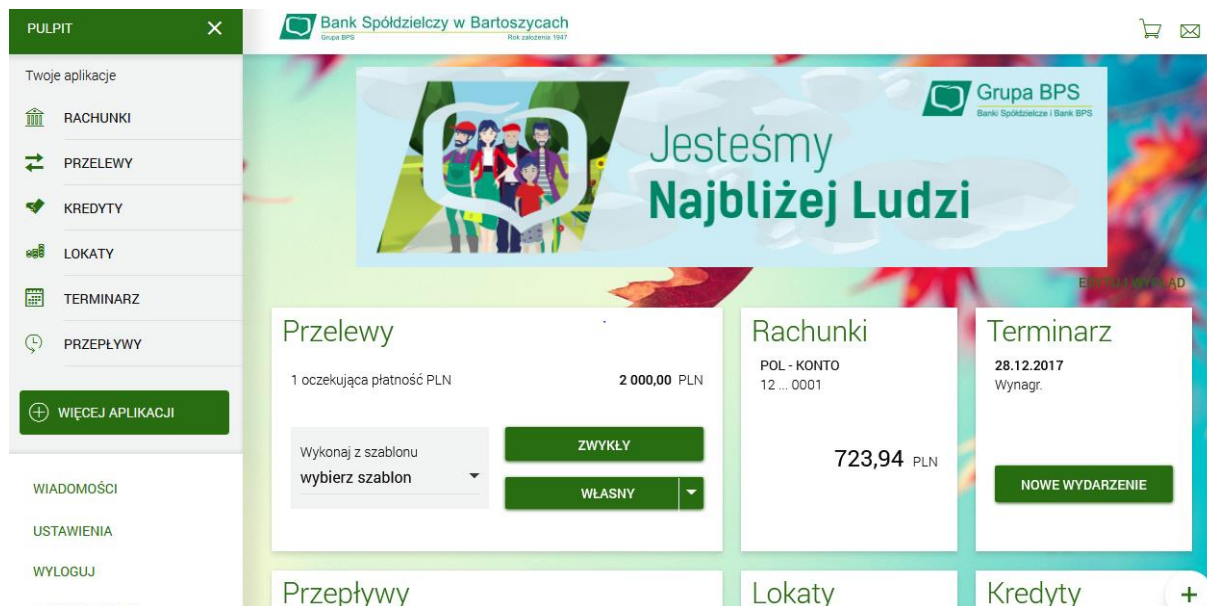 PULPIT
Twoje aplikacje
RACHUNKI
PRZELEWY
KREDYTY
LOKATY
TERMINARZ
PRZEPŁYWY
WIĘCEJ APLIKACJI
WIADOMOŚCI
USTAWIENIA
WYLOGUJ
Bank Spółdzielczy w Bartoszycach
Grupa BPS Rok założenia 1947
Grupa BPS
Banki Spółdzielcze i Bank BPS
Jesteśmy
Najbliżej Ludzi
EDYTUJ WYGLĄD
Przelewy
1 oczekująca płatność PLN 2 000,00 PLN
Wykonaj z szablonu
wybierz szablon
ZWYKŁY
WŁASNY
Rachunki
POL - KONTO
12 ... 0001
723,94 PLN
Terminarz
28.12.2017
Wynagr.
NOWE WYDARZENIE
Przepływy
Lokaty
Kredyty